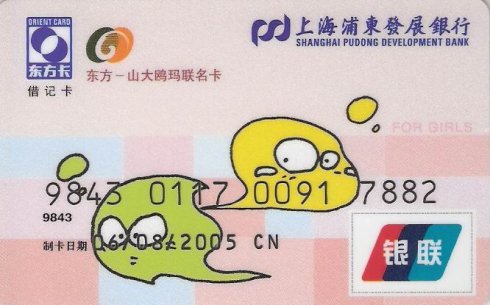 ORIENT CARD
东方卡
借记卡
东方－山大鸥玛联名卡
上海浦東發展銀行
SHANGHAI PUDONG DEVELOPMENT BANK
FOR GIRLS
9843 0117 0091 7882
9843
制卡日期 06/08/2005 CN
银联